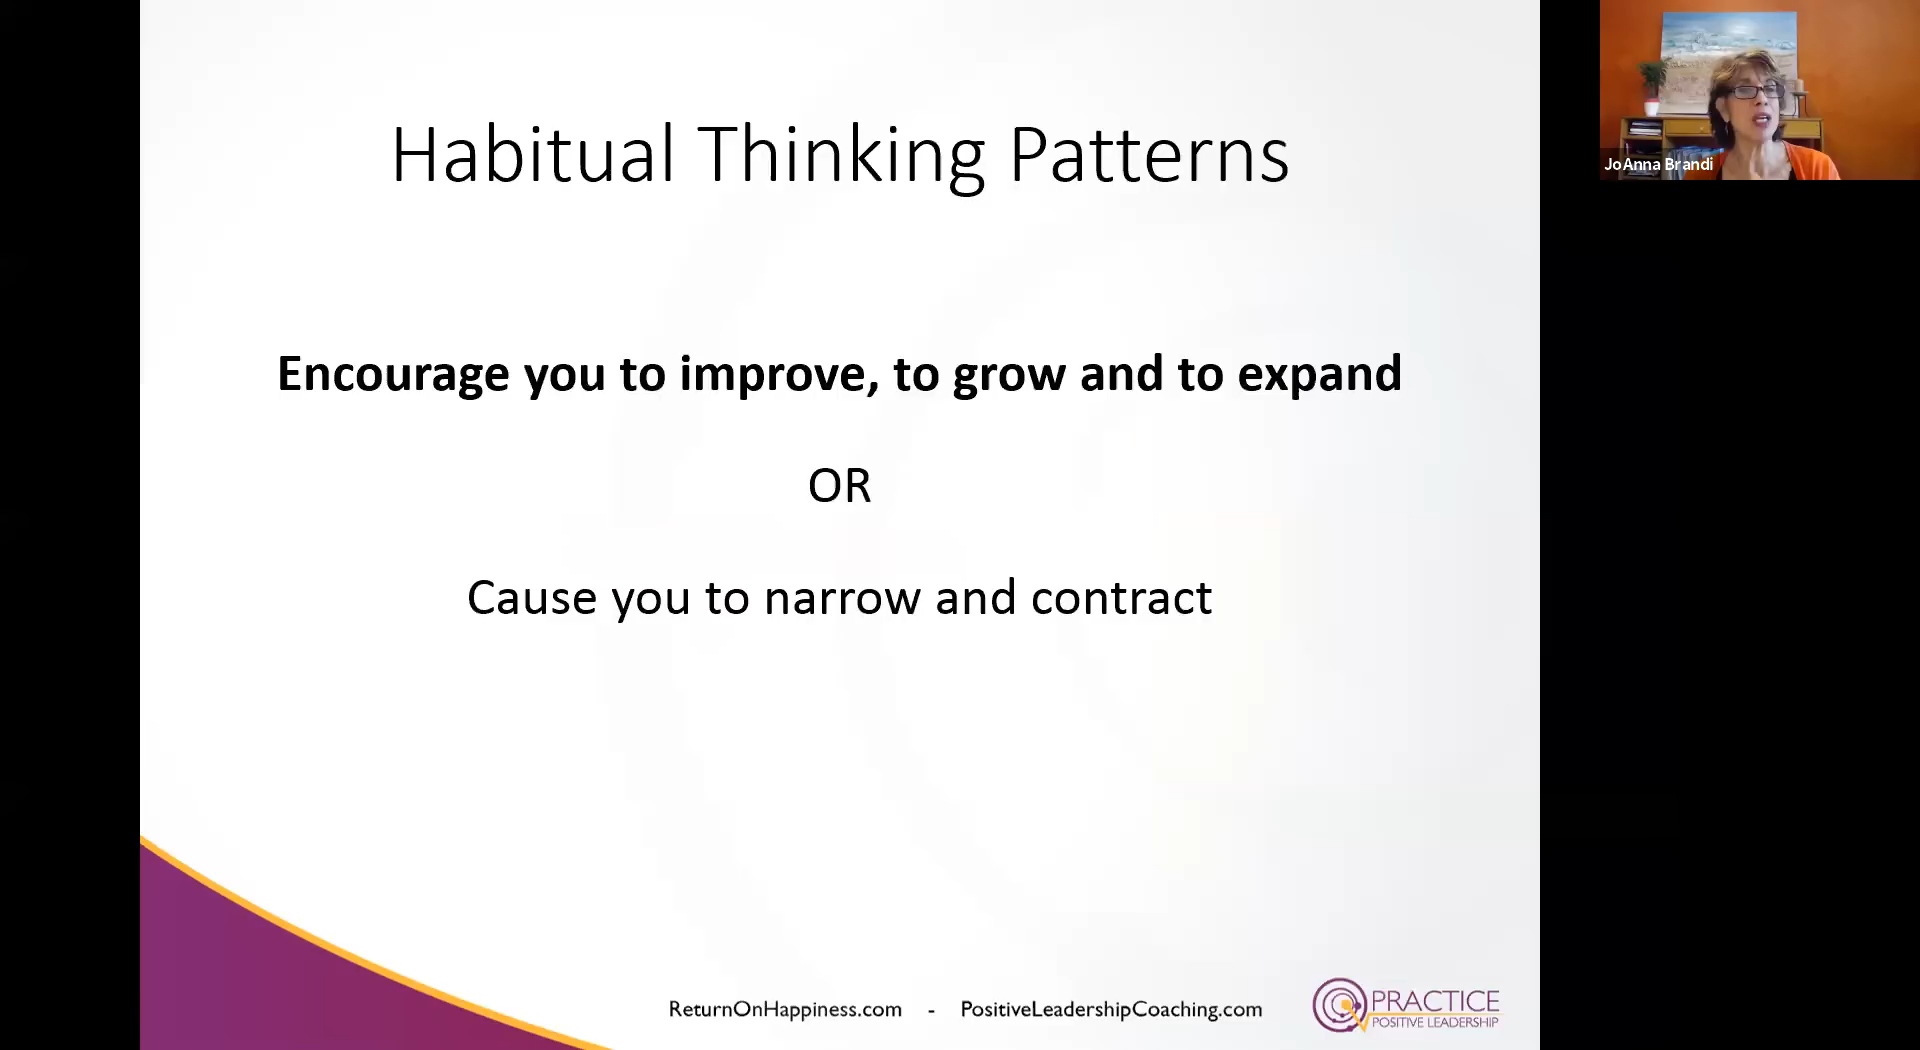 Habitual Thinking Patterns
JoAnna Brandi
Encourage you to improve, to grow and to expand
OR
Cause you to narrow and contract
ReturnOnHappiness.com - PositiveLeadershipCoaching.com
PRACTICE
POSITIVE LEADERSHIP